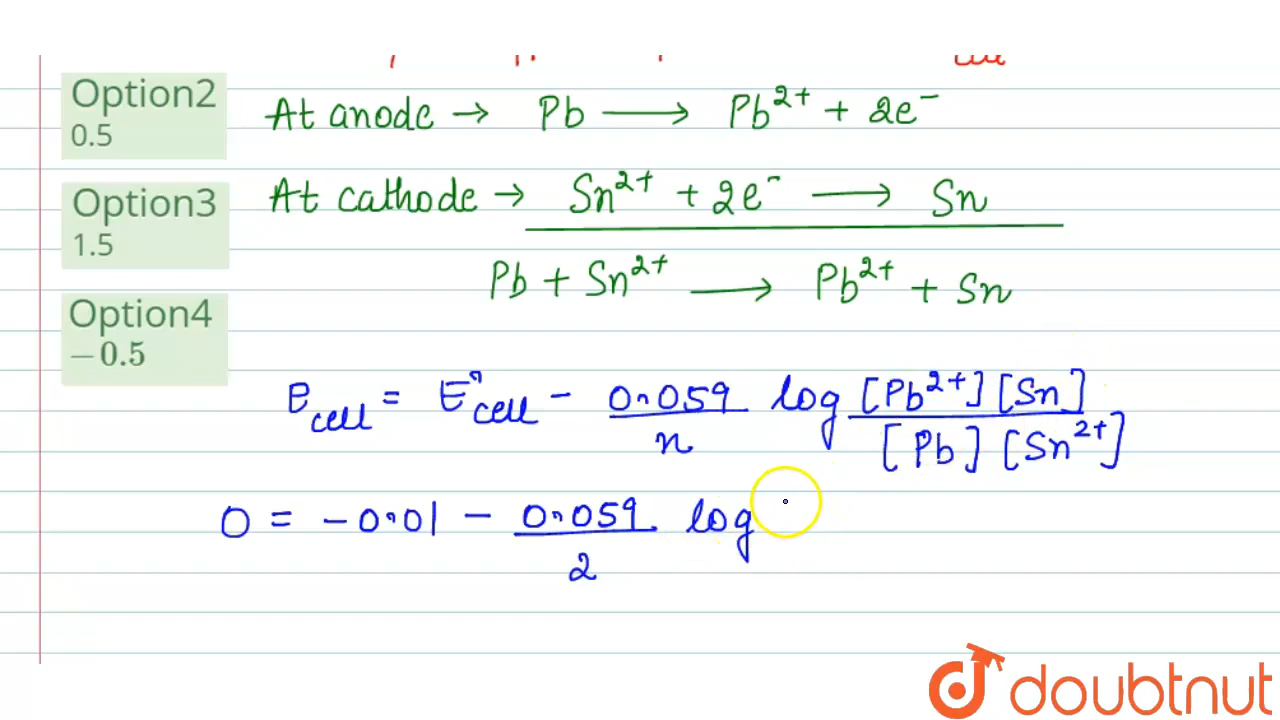 Option2
0.5
At anode → Pb ⟶ Pb²⁺ + 2e⁻
Option3
1.5
At cathode → Sn²⁺ + 2e⁻ ⟶ Sn
Pb + Sn²⁺ ⟶ Pb²⁺ + Sn
Option4
−0.5
E_cell = E°_cell − 0.059/n log [Pb²⁺][Sn]/[Pb][Sn²⁺]
0 = −0.01 − 0.059/2 log
doubtnut